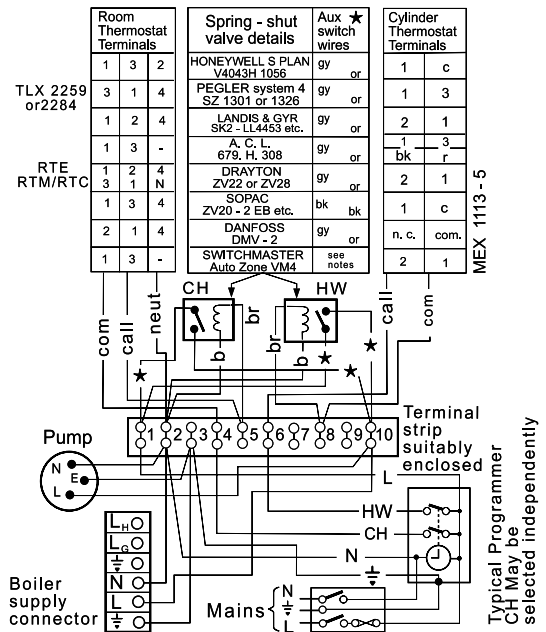 Room
Thermostat
Terminals
Spring - shut
valve details
Aux ★
switch
wires
Cylinder
Thermostat
Terminals
1 3 2
HONEYWELL S PLAN
V4043H 1056
gy or
1 c
TLX 2259
or2284
3 1 4
PEGLER system 4
SZ 1301 or 1326
gy or
1 3
1 2 4
LANDIS & GYR
SK2 - LL4453 etc.
gy or
2 1
1 3 -
A. C. L.
679. H. 308
gy or
1 3
bk r
RTE
RTM/RTC
1 2 4
3 1 N
DRAYTON
ZV22 or ZV28
gy or
2 1
1 3 4
SOPAC
ZV20 - 2 EB etc.
bk bk
1 c
2 1 4
DANFOSS
DMV - 2
gy or
n. c. com.
1 3 -
SWITCHMASTER
Auto Zone VM4
see
notes
2 1
MEX 1113 - 5
com
call
neut
CH
HW
br
b
br
b
call
com
★
★
★
★
1 2 3 4 5 6 7 8 9 10
Terminal
strip
suitably
enclosed
Pump
N
E
L
L
HW
CH
N
⏚
LH
LG
⏚
N
L
⏚
Boiler
supply
connector
Mains
N
⏚
L
Typical Programmer
CH May be
selected independently